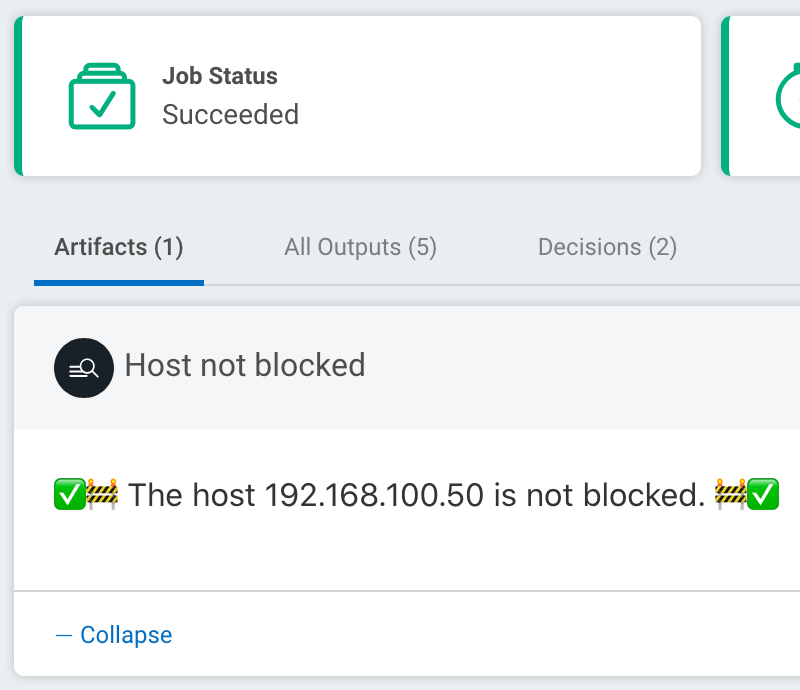 Job Status
Succeeded
Artifacts (1) All Outputs (5) Decisions (2)
Host not blocked
✅🚧 The host 192.168.100.50 is not blocked. 🚧✅
— Collapse